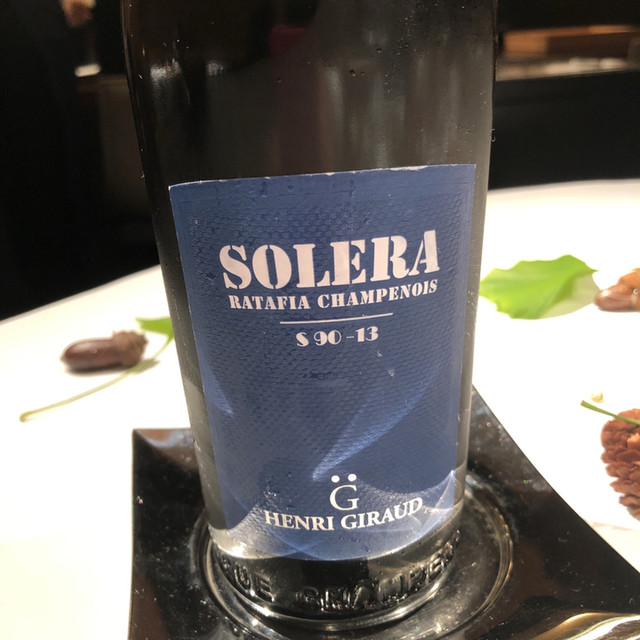 SOLERA
RATAFIA CHAMPENOIS
S 90-13
G
HENRI GIRAUD